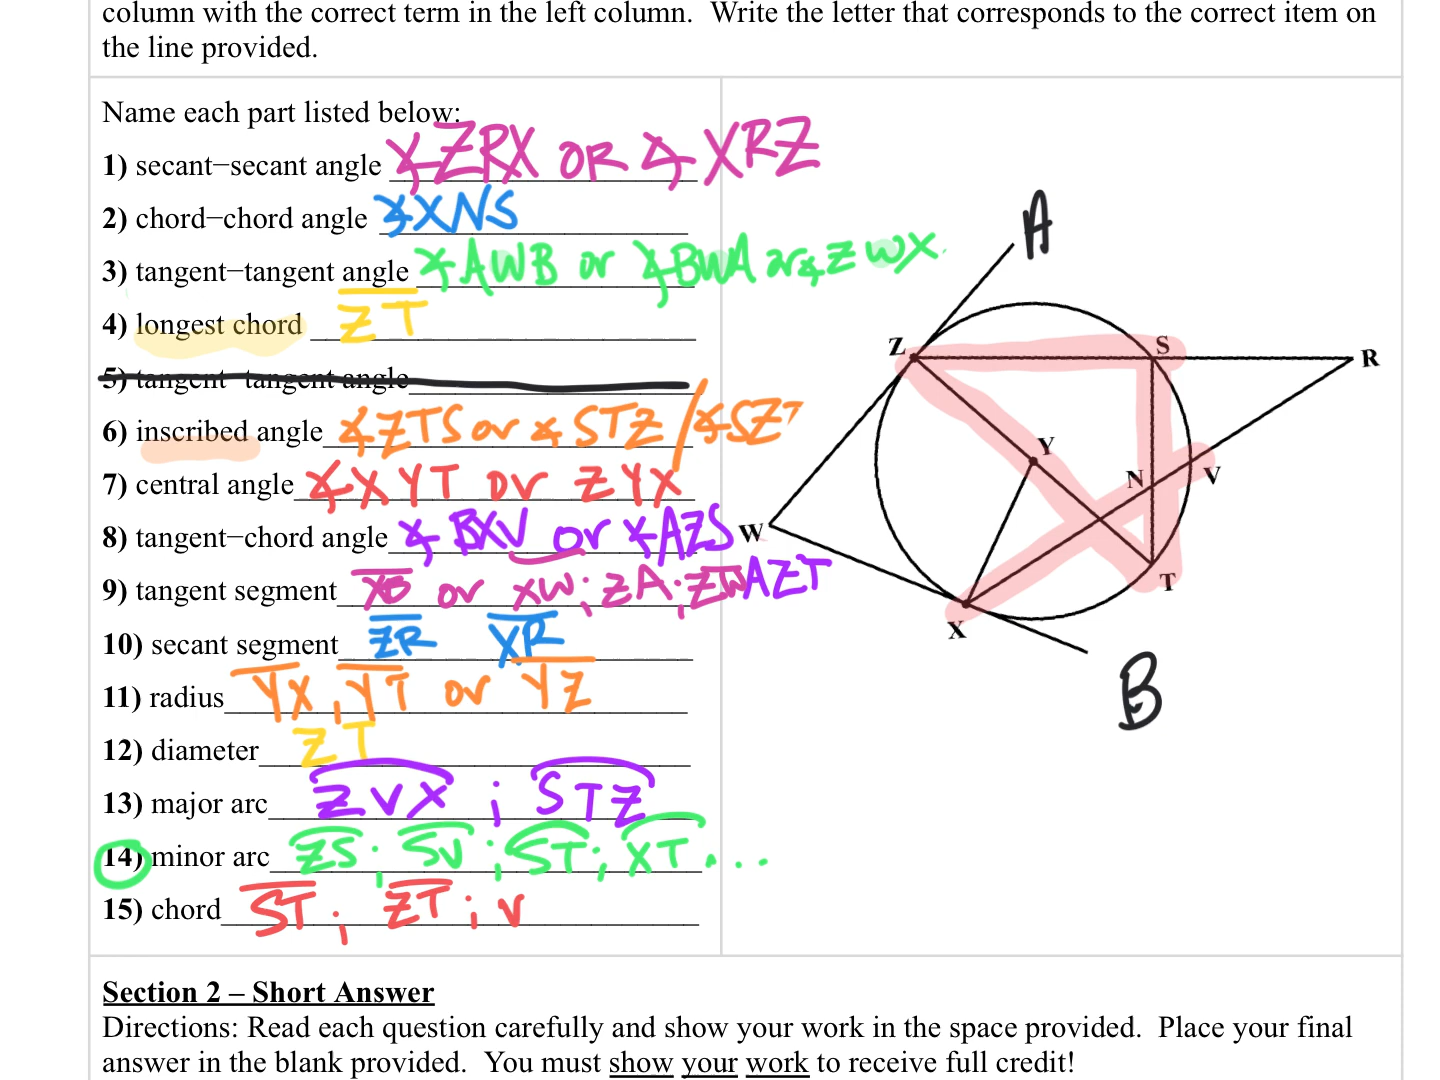 column with the correct term in the left column.  Write the letter that corresponds to the correct item on
the line provided.
Name each part listed below:
1) secant−secant angle ∡ZRX OR ∡XRZ
2) chord−chord angle ∡XNS
3) tangent−tangent angle ∡AWB or ∡BWA or ∡ZWX
4) longest chord ZT
5) tangent−tangent angle
6) inscribed angle ∡ZTS or ∡STZ / ∡SZT
7) central angle ∡XYT or ZYX
8) tangent−chord angle ∡BXV or ∡AZS
AZT
9) tangent segment XB or XW; ZA; ZW
10) secant segment ZR XR
11) radius YX, YT or YZ
12) diameter ZT
13) major arc ZVX ; STZ
14) minor arc ZS; SV; ST; XT, ...
15) chord ST; ZT; V
A
Z
S
R
Y
N
V
W
T
X
B
Section 2 – Short Answer
Directions: Read each question carefully and show your work in the space provided.  Place your final
answer in the blank provided.  You must show your work to receive full credit!